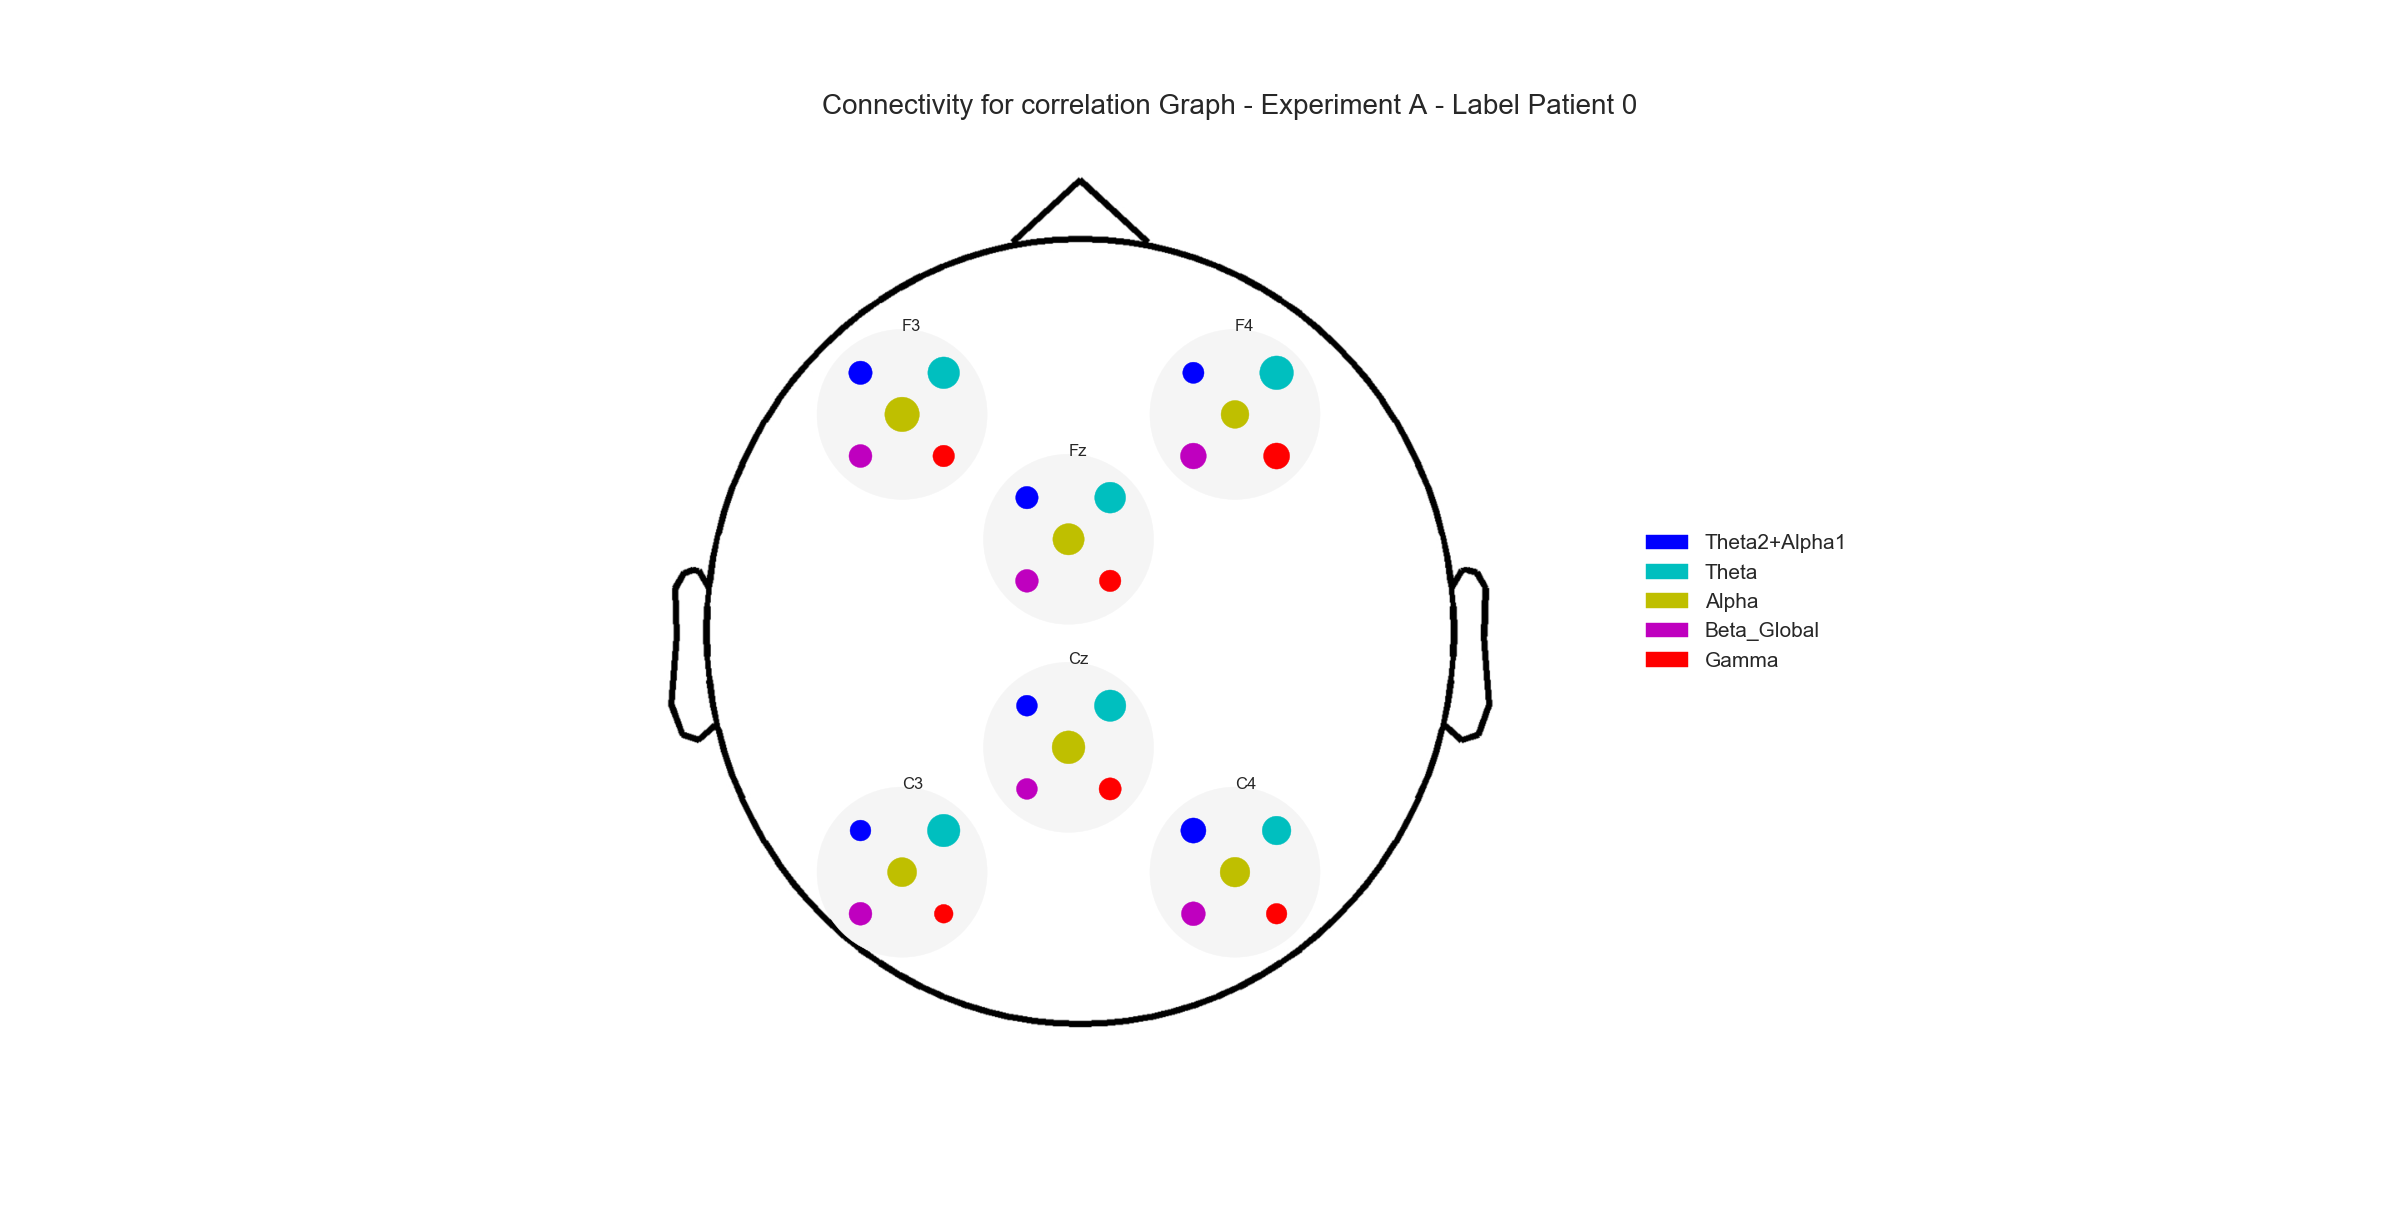 Connectivity for correlation Graph - Experiment A - Label Patient 0
F3
F4
Fz
Cz
C3
C4
Theta2+Alpha1
Theta
Alpha
Beta_Global
Gamma